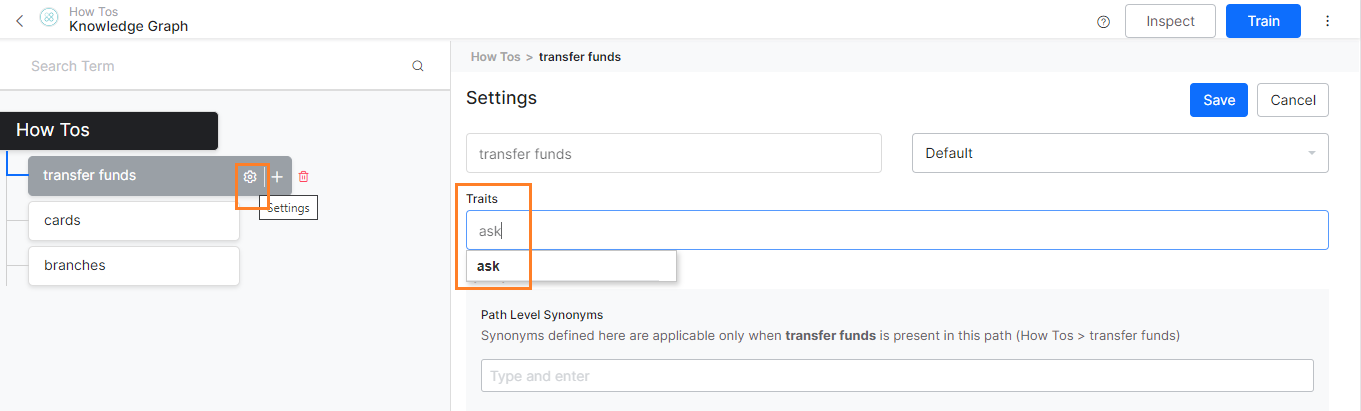 How Tos
Knowledge Graph
Inspect
Train
Search Term
How Tos
transfer funds
Settings
cards
branches
How Tos > transfer funds
Settings
Save
Cancel
transfer funds
Default
Traits
ask
ask
Path Level Synonyms
Synonyms defined here are applicable only when transfer funds is present in this path (How Tos > transfer funds)
Type and enter